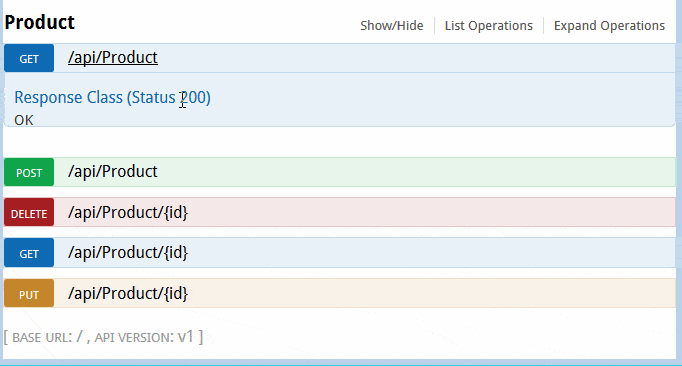 Product Show/Hide List Operations Expand Operations
GET /api/Product
Response Class (Status 200)
OK
POST /api/Product
DELETE /api/Product/{id}
GET /api/Product/{id}
PUT /api/Product/{id}
[ BASE URL: / , API VERSION: v1 ]